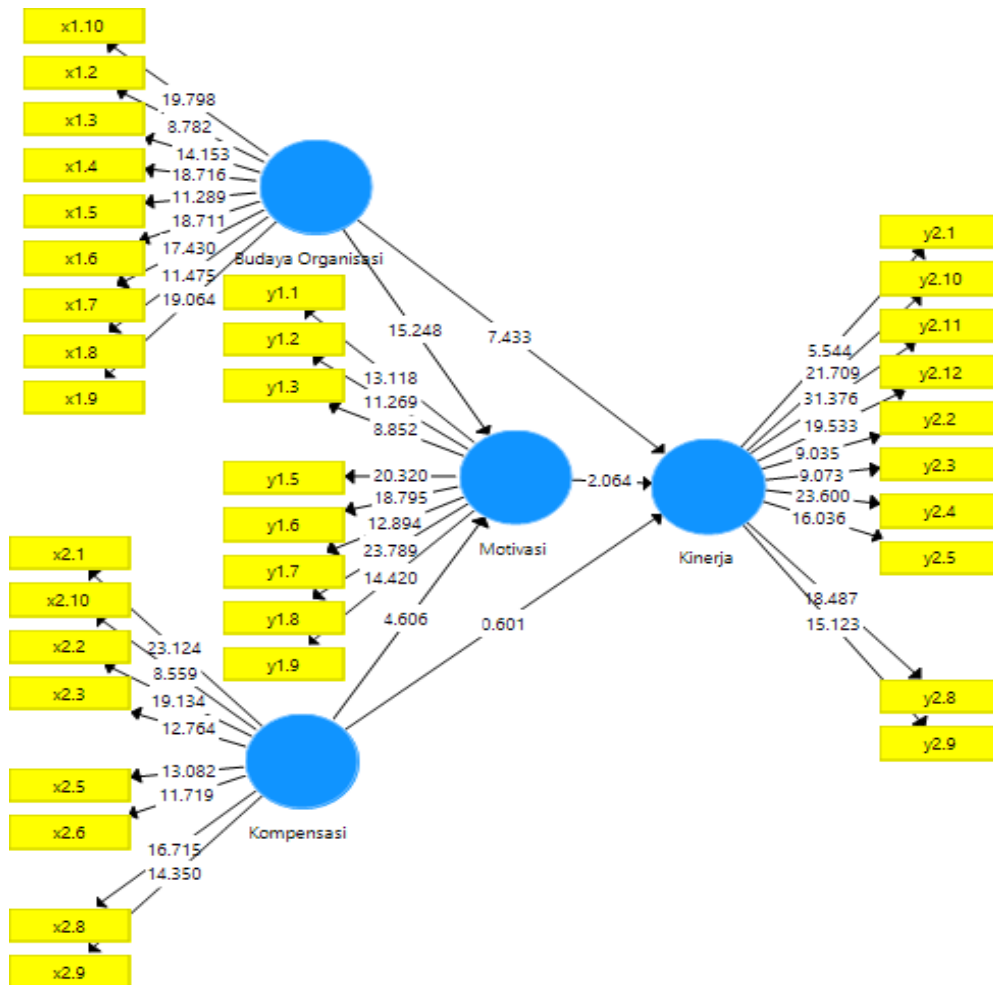 x1.10
x1.2
x1.3
x1.4
x1.5
x1.6
x1.7
x1.8
x1.9
19.798
8.782
14.153
18.716
11.289
18.711
17.430
11.475
19.064
Budaya Organisasi
y1.1
y1.2
y1.3
y1.5
y1.6
y1.7
y1.8
y1.9
13.118
11.269
8.852
20.320
18.795
12.894
23.789
14.420
Motivasi
15.248
7.433
2.064
4.606
0.601
x2.1
x2.10
x2.2
x2.3
x2.5
x2.6
x2.8
x2.9
23.124
8.559
19.134
12.764
13.082
11.719
16.715
14.350
Kompensasi
Kinerja
5.544
21.709
31.376
19.533
9.035
9.073
23.600
16.036
18.487
15.123
y2.1
y2.10
y2.11
y2.12
y2.2
y2.3
y2.4
y2.5
y2.8
y2.9